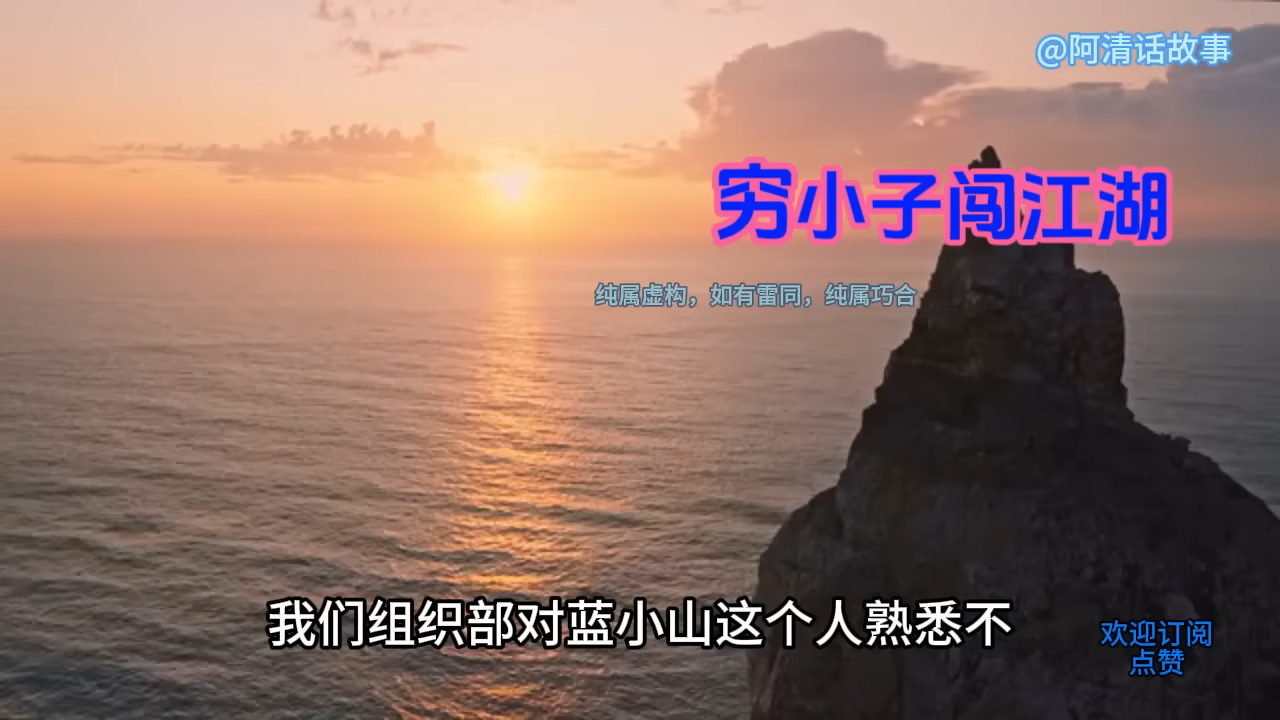 @阿清话故事
穷小子闯江湖
纯属虚构，如有雷同，纯属巧合
我们组织部对蓝小山这个人熟悉不
欢迎订阅
点赞